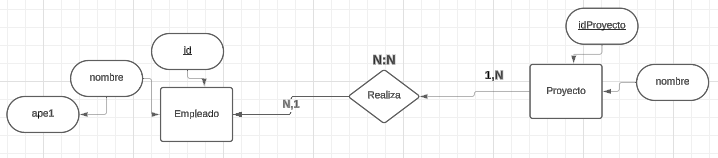 idProyecto
id
N:N
nombre
1,N
nombre
Realiza
Proyecto
N,1
ape1
Empleado